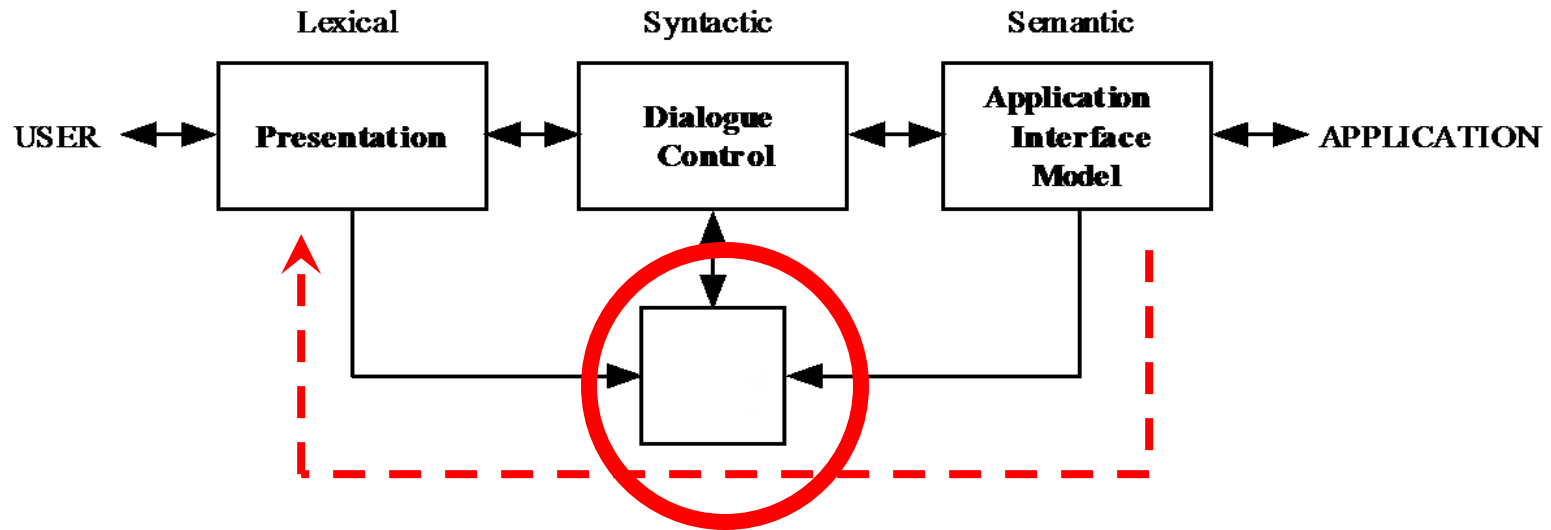 Lexical
Syntactic
Semantic
USER
Presentation
Dialogue
Control
Application
Interface
Model
APPLICATION